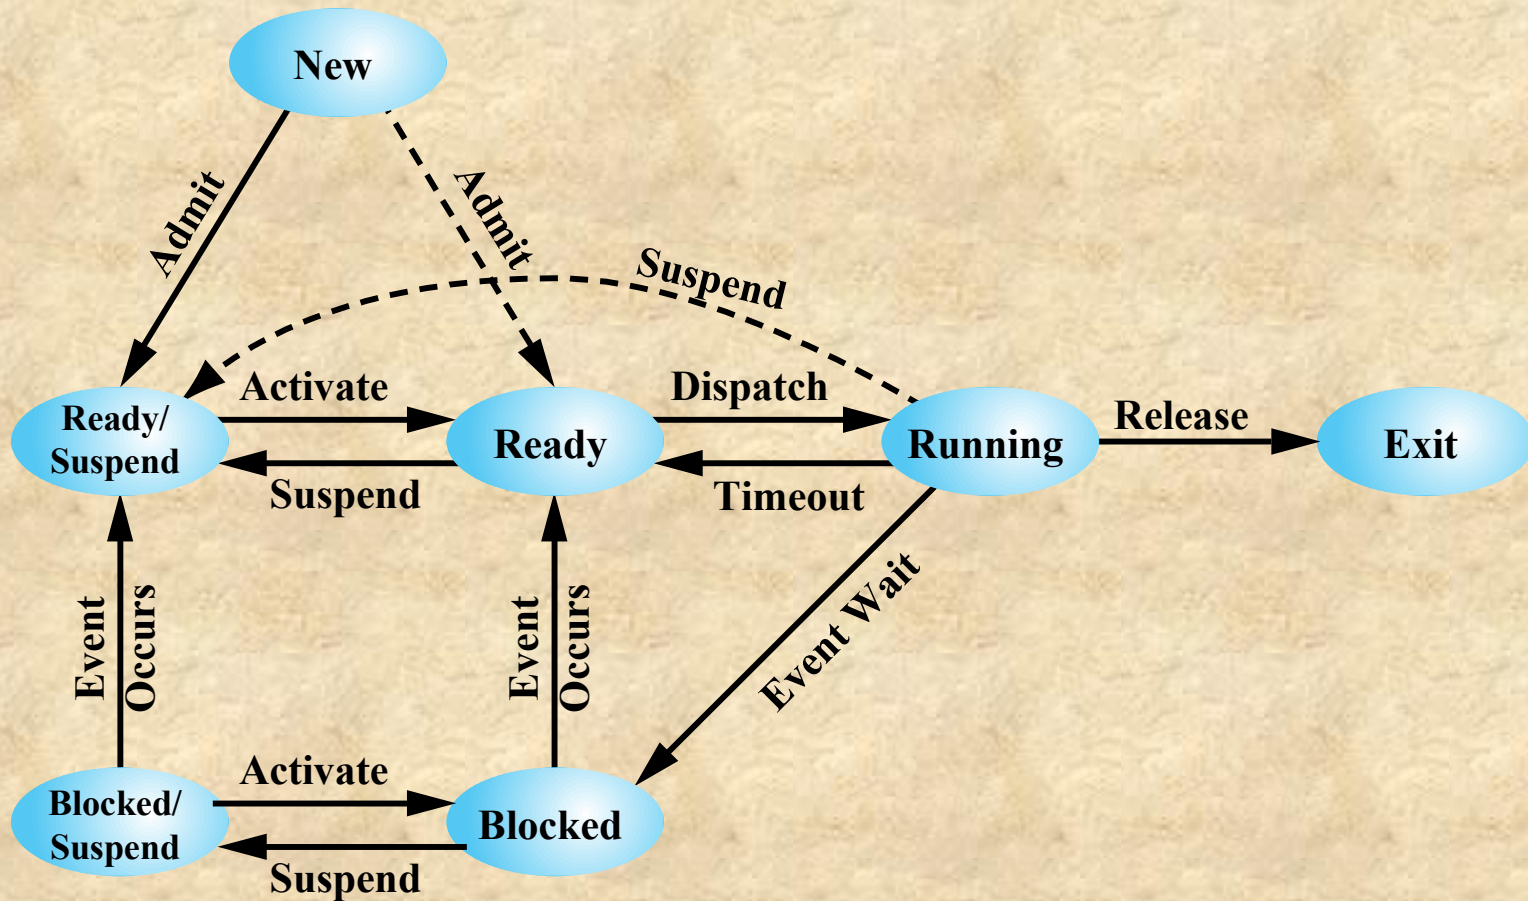 New
Admit
Admit
Suspend
Activate
Dispatch
Release
Ready/
Suspend
Ready
Running
Exit
Suspend
Timeout
Event
Occurs
Event
Occurs
Event Wait
Activate
Blocked/
Suspend
Blocked
Suspend